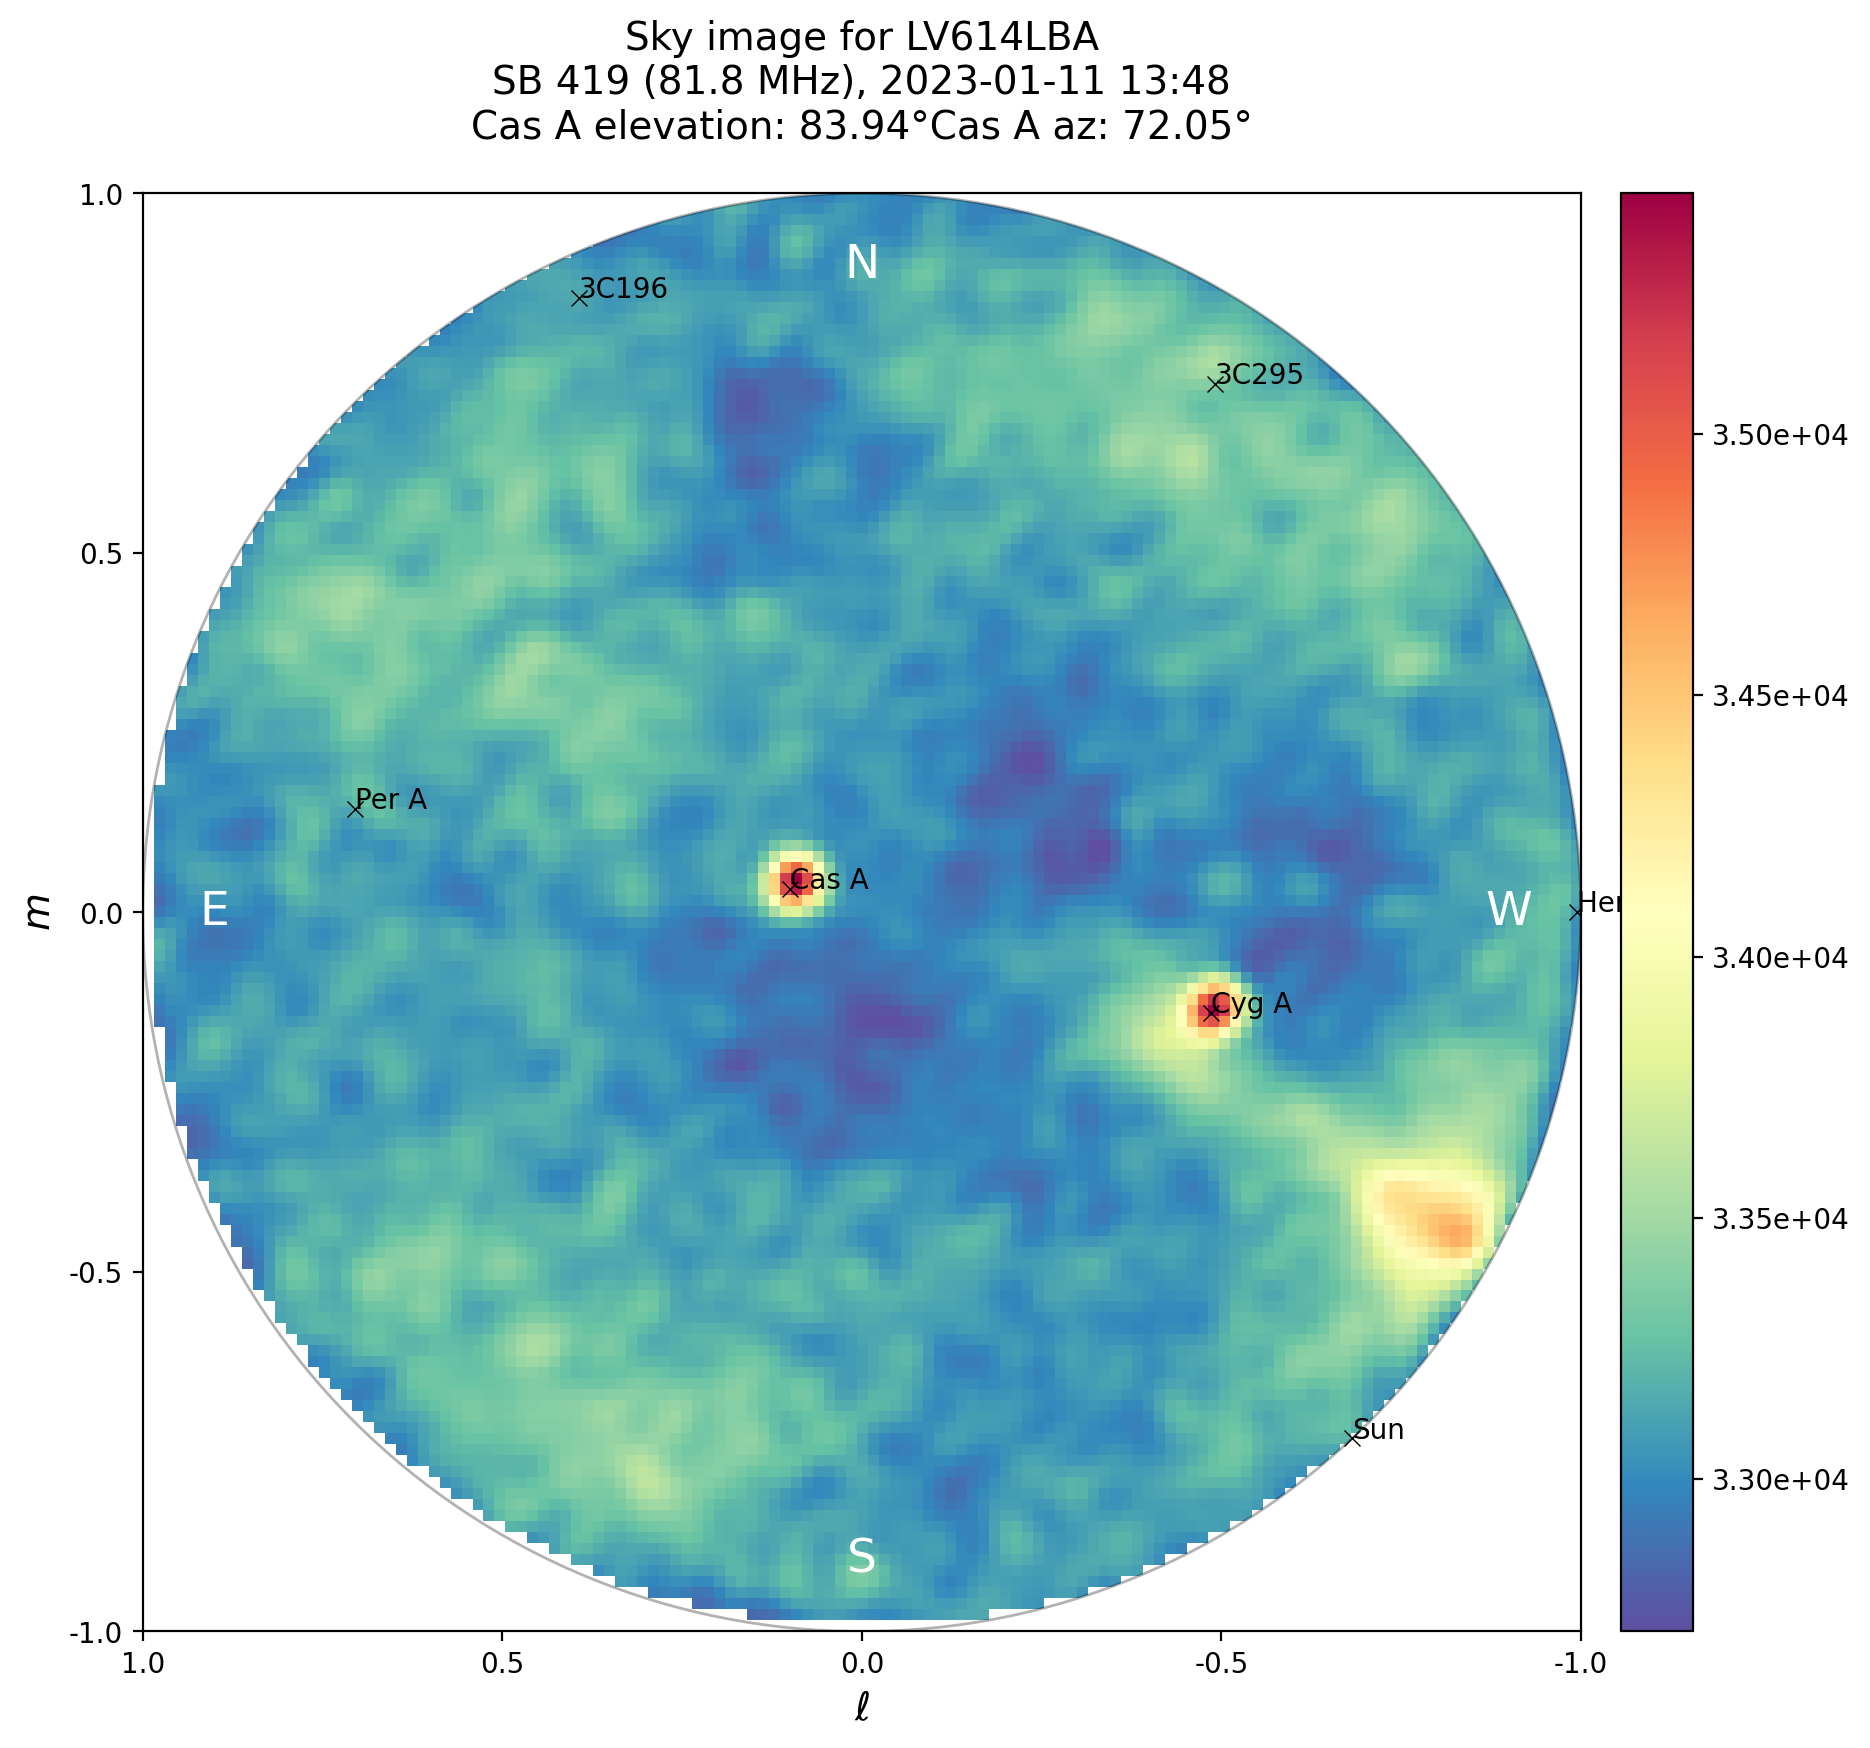 Sky image for LV614LBA
SB 419 (81.8 MHz), 2023-01-11 13:48
Cas A elevation: 83.94°Cas A az: 72.05°
1.0
N
3C196
3C295
3.50e+04
0.5
3.45e+04
Per A
Cas A
m
0.0
E
W
Her
3.40e+04
Cyg A
3.35e+04
-0.5
Sun
3.30e+04
S
-1.0
1.0
0.5
0.0
-0.5
-1.0
ℓ